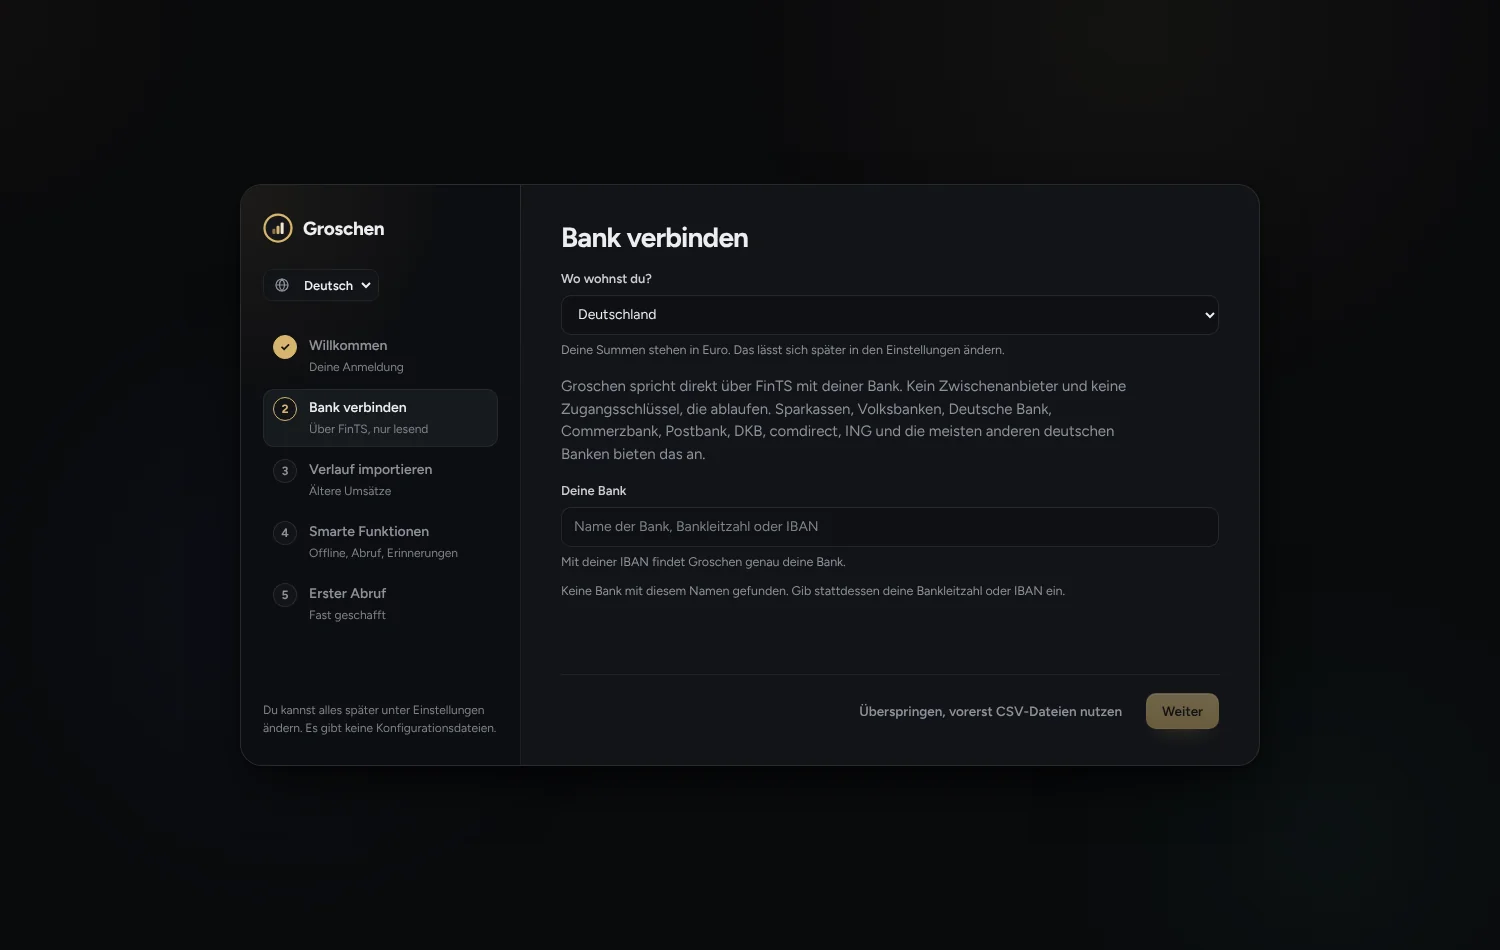 Groschen
Deutsch
Willkommen
Deine Anmeldung
2
Bank verbinden
Über FinTS, nur lesend
3
Verlauf importieren
Ältere Umsätze
4
Smarte Funktionen
Offline, Abruf, Erinnerungen
5
Erster Abruf
Fast geschafft
Du kannst alles später unter Einstellungen
ändern. Es gibt keine Konfigurationsdateien.
Bank verbinden
Wo wohnst du?
Deutschland
Deine Summen stehen in Euro. Das lässt sich später in den Einstellungen ändern.
Groschen spricht direkt über FinTS mit deiner Bank. Kein Zwischenanbieter und keine
Zugangsschlüssel, die ablaufen. Sparkassen, Volksbanken, Deutsche Bank,
Commerzbank, Postbank, DKB, comdirect, ING und die meisten anderen deutschen
Banken bieten das an.
Deine Bank
Name der Bank, Bankleitzahl oder IBAN
Mit deiner IBAN findet Groschen genau deine Bank.
Keine Bank mit diesem Namen gefunden. Gib stattdessen deine Bankleitzahl oder IBAN ein.
Überspringen, vorerst CSV-Dateien nutzen
Weiter